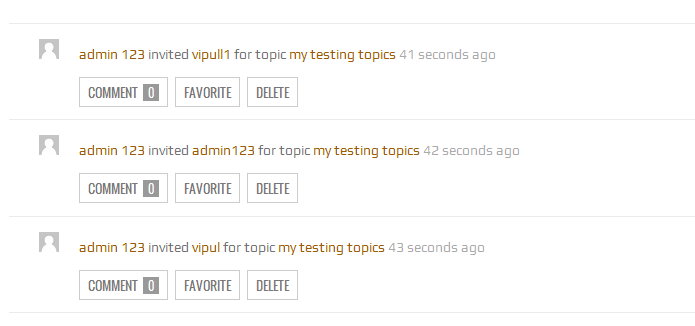 admin 123 invited vipull1 for topic my testing topics 41 seconds ago
COMMENT 0 FAVORITE DELETE
admin 123 invited admin123 for topic my testing topics 42 seconds ago
COMMENT 0 FAVORITE DELETE
admin 123 invited vipul for topic my testing topics 43 seconds ago
COMMENT 0 FAVORITE DELETE